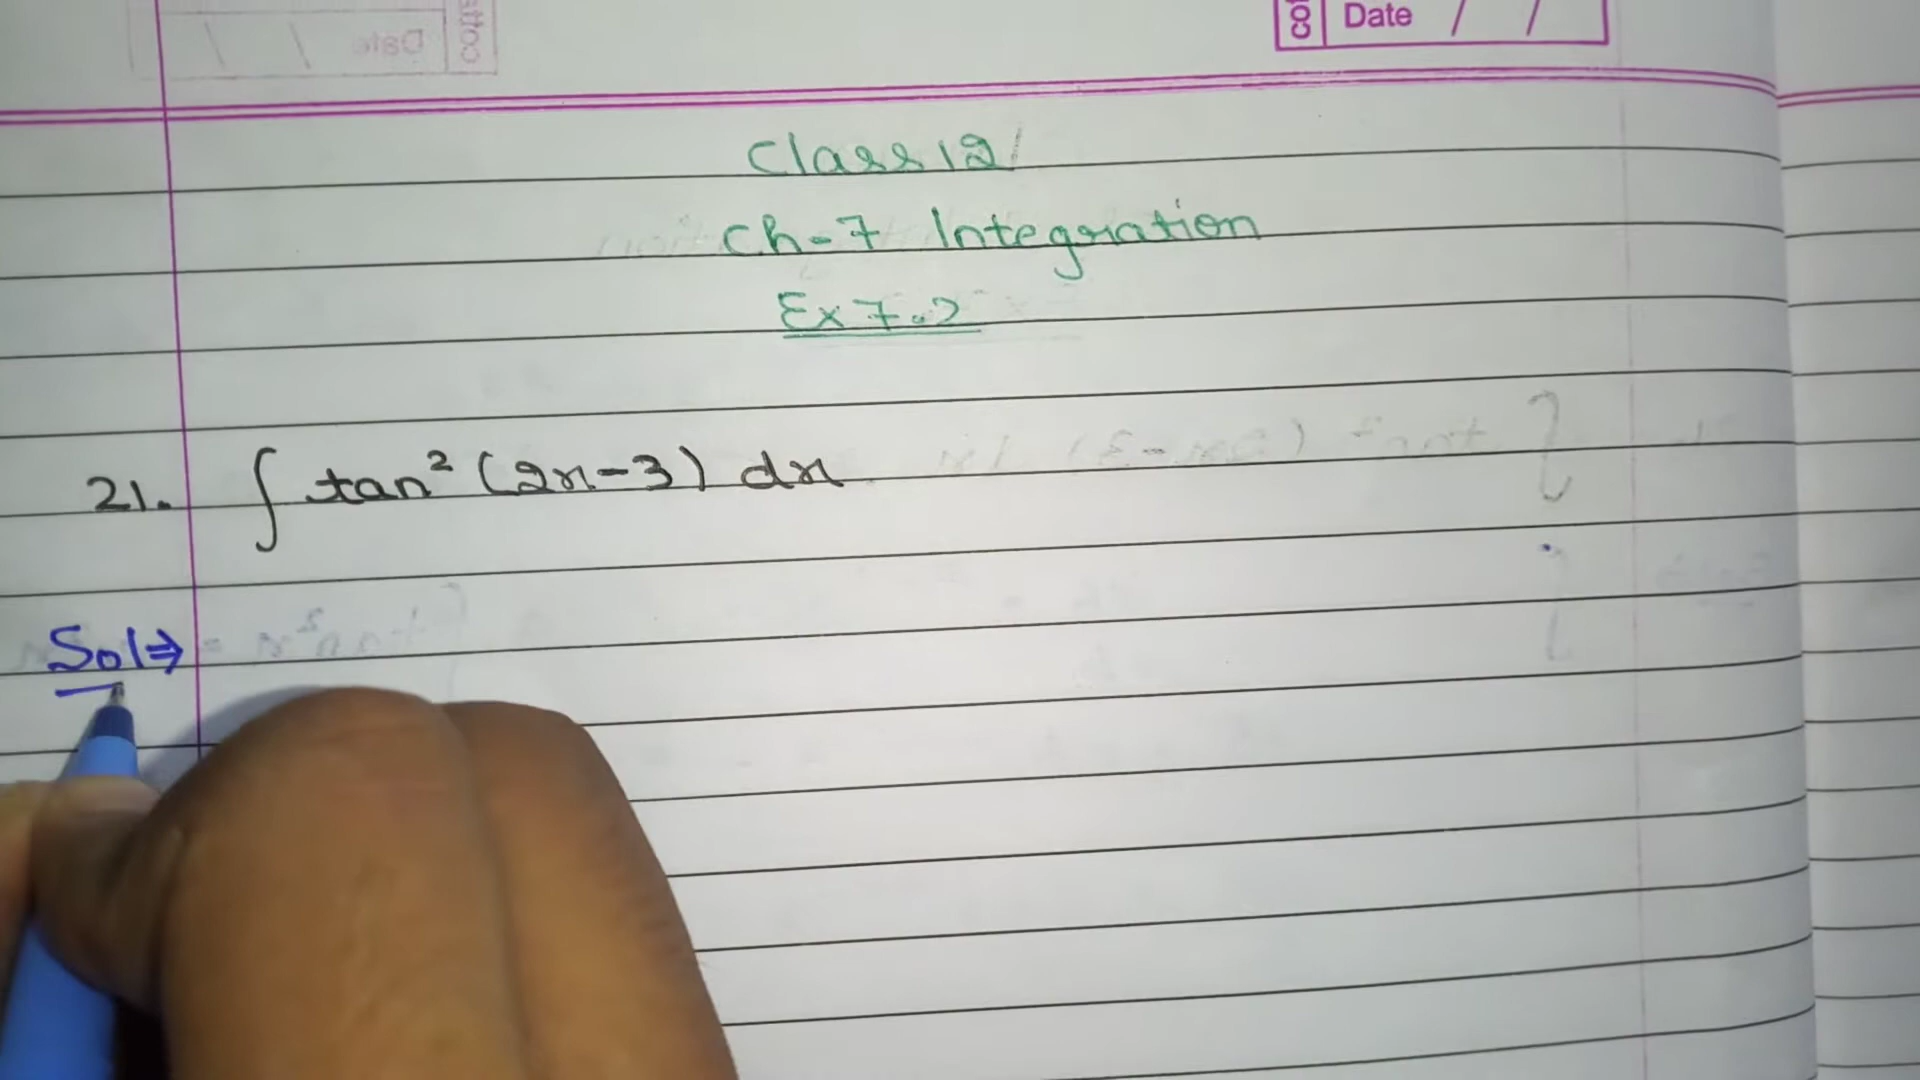 Date / /
Class 12
Ch-7 Integration
Ex 7.2
21. ∫ tan² (2x-3) dx
Sol⇒